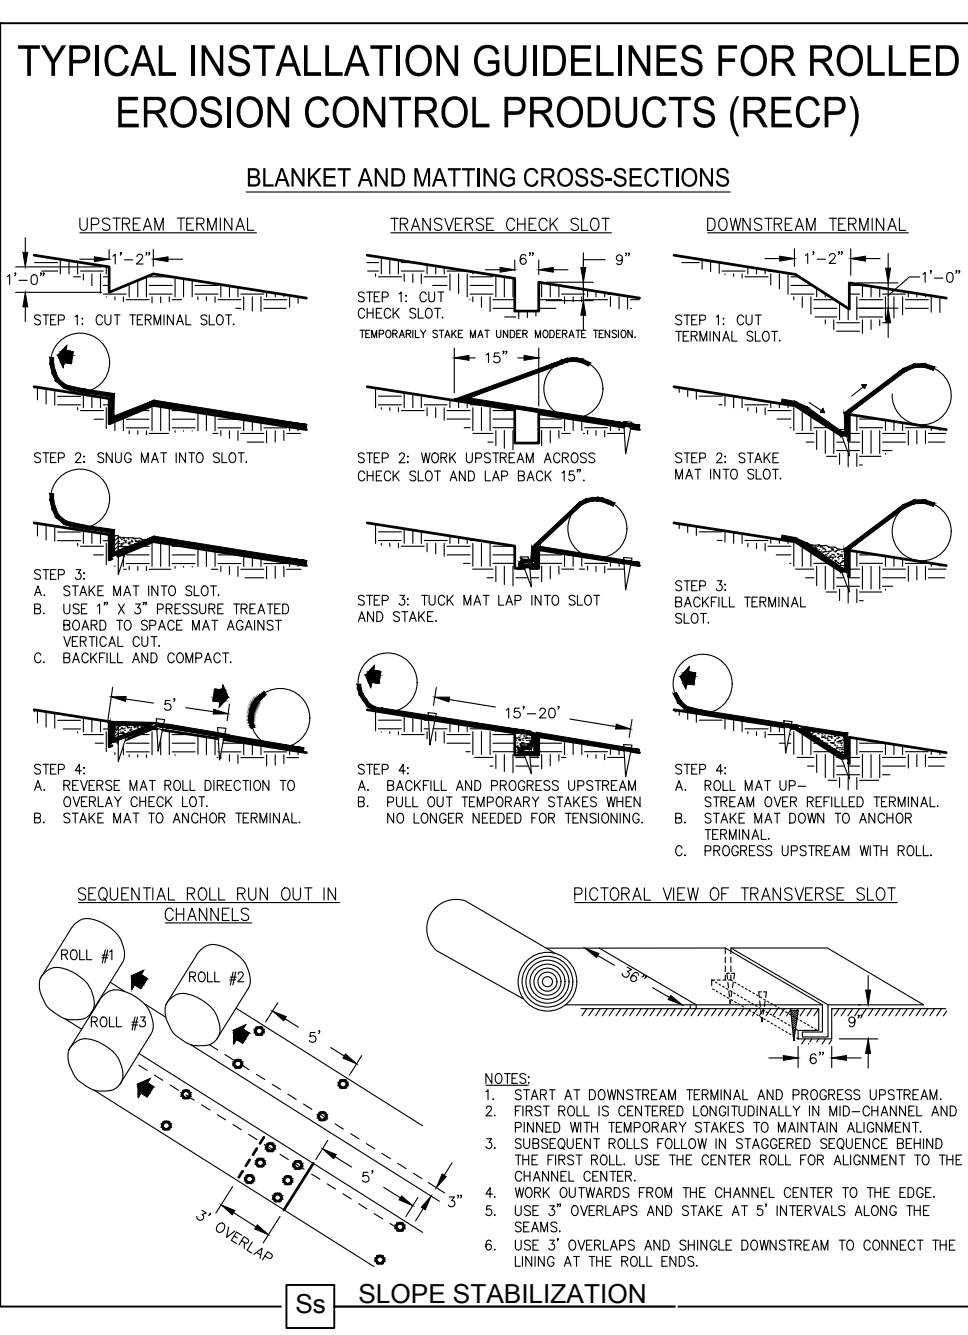 TYPICAL INSTALLATION GUIDELINES FOR ROLLED
EROSION CONTROL PRODUCTS (RECP)
BLANKET AND MATTING CROSS-SECTIONS
UPSTREAM TERMINAL
1'-2"
1'-0"
STEP 1: CUT TERMINAL SLOT.
STEP 2: SNUG MAT INTO SLOT.
STEP 3:
A. STAKE MAT INTO SLOT.
B. USE 1" X 3" PRESSURE TREATED
BOARD TO SPACE MAT AGAINST
VERTICAL CUT.
C. BACKFILL AND COMPACT.
5'
STEP 4:
A. REVERSE MAT ROLL DIRECTION TO
OVERLAY CHECK LOT.
B. STAKE MAT TO ANCHOR TERMINAL.
TRANSVERSE CHECK SLOT
6"
9"
STEP 1: CUT
CHECK SLOT.
TEMPORARILY STAKE MAT UNDER MODERATE TENSION.
15"
STEP 2: WORK UPSTREAM ACROSS
CHECK SLOT AND LAP BACK 15".
STEP 3: TUCK MAT LAP INTO SLOT
AND STAKE.
15'-20'
STEP 4:
A. BACKFILL AND PROGRESS UPSTREAM
B. PULL OUT TEMPORARY STAKES WHEN
NO LONGER NEEDED FOR TENSIONING.
DOWNSTREAM TERMINAL
1'-2"
1'-0"
STEP 1: CUT
TERMINAL SLOT.
STEP 2: STAKE
MAT INTO SLOT.
STEP 3:
BACKFILL TERMINAL
SLOT.
STEP 4:
A. ROLL MAT UP-
STREAM OVER REFILLED TERMINAL.
B. STAKE MAT DOWN TO ANCHOR
TERMINAL.
C. PROGRESS UPSTREAM WITH ROLL.
SEQUENTIAL ROLL RUN OUT IN
CHANNELS
ROLL #1
ROLL #2
ROLL #3
5'
5'
3"
3' OVERLAP
PICTORAL VIEW OF TRANSVERSE SLOT
36"
9"
6"
NOTES:
1. START AT DOWNSTREAM TERMINAL AND PROGRESS UPSTREAM.
2. FIRST ROLL IS CENTERED LONGITUDINALLY IN MID-CHANNEL AND
PINNED WITH TEMPORARY STAKES TO MAINTAIN ALIGNMENT.
3. SUBSEQUENT ROLLS FOLLOW IN STAGGERED SEQUENCE BEHIND
THE FIRST ROLL. USE THE CENTER ROLL FOR ALIGNMENT TO THE
CHANNEL CENTER.
4. WORK OUTWARDS FROM THE CHANNEL CENTER TO THE EDGE.
5. USE 3" OVERLAPS AND STAKE AT 5' INTERVALS ALONG THE
SEAMS.
6. USE 3' OVERLAPS AND SHINGLE DOWNSTREAM TO CONNECT THE
LINING AT THE ROLL ENDS.
Ss SLOPE STABILIZATION